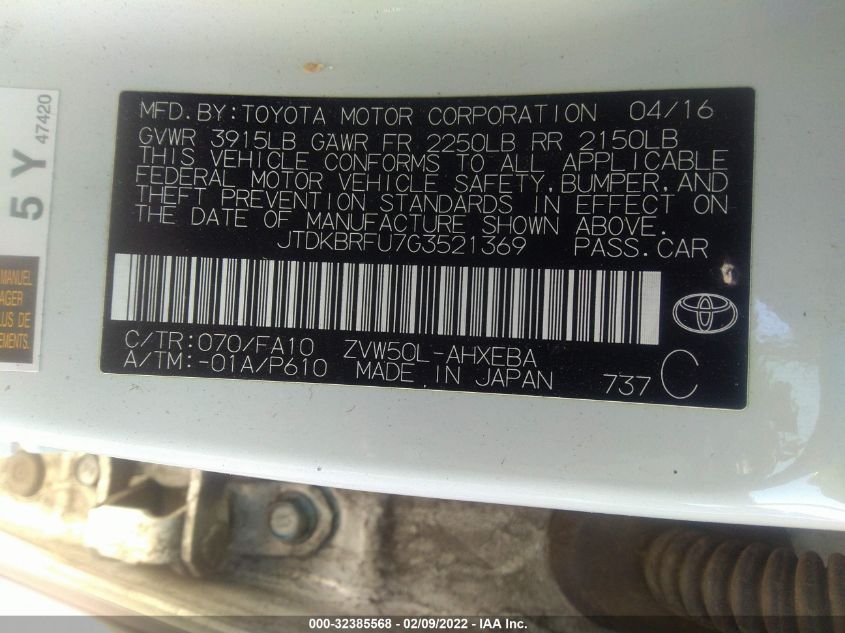 MFD. BY: TOYOTA MOTOR CORPORATION 04/16
GVWR 3915LB GAWR FR 2250LB RR 2150LB
THIS VEHICLE CONFORMS TO ALL APPLICABLE
FEDERAL MOTOR VEHICLE SAFETY, BUMPER, AND
THEFT PREVENTION STANDARDS IN EFFECT ON
THE DATE OF MANUFACTURE SHOWN ABOVE.
JTDKBRFU7G3521369 PASS. CAR
C/TR: 070/FA10 ZVW50L-AHXEBA
A/TM: -01A/P610 MADE IN JAPAN 737 C
5 Y
47420
MANUEL
AGER
LUS DE
000-32385568 - 02/09/2022 - IAA Inc.